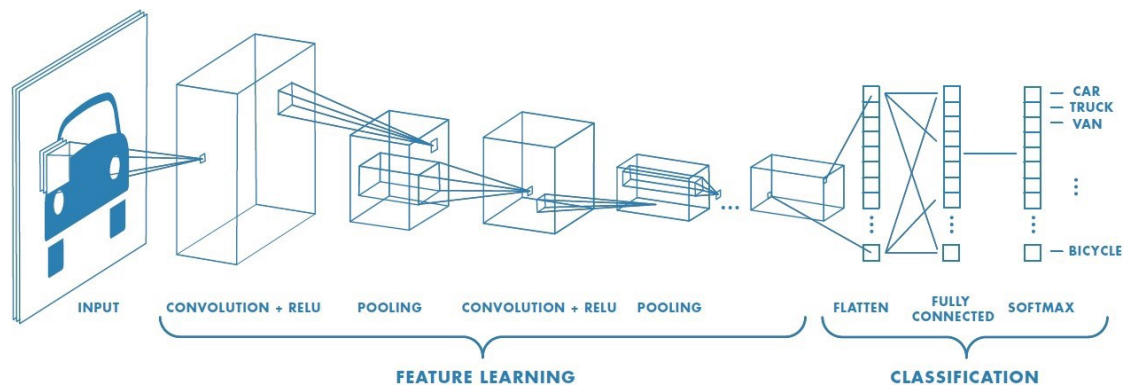 CAR
TRUCK
VAN
BICYCLE
INPUT
CONVOLUTION + RELU
POOLING
CONVOLUTION + RELU
POOLING
FLATTEN
FULLY
CONNECTED
SOFTMAX
FEATURE LEARNING
CLASSIFICATION